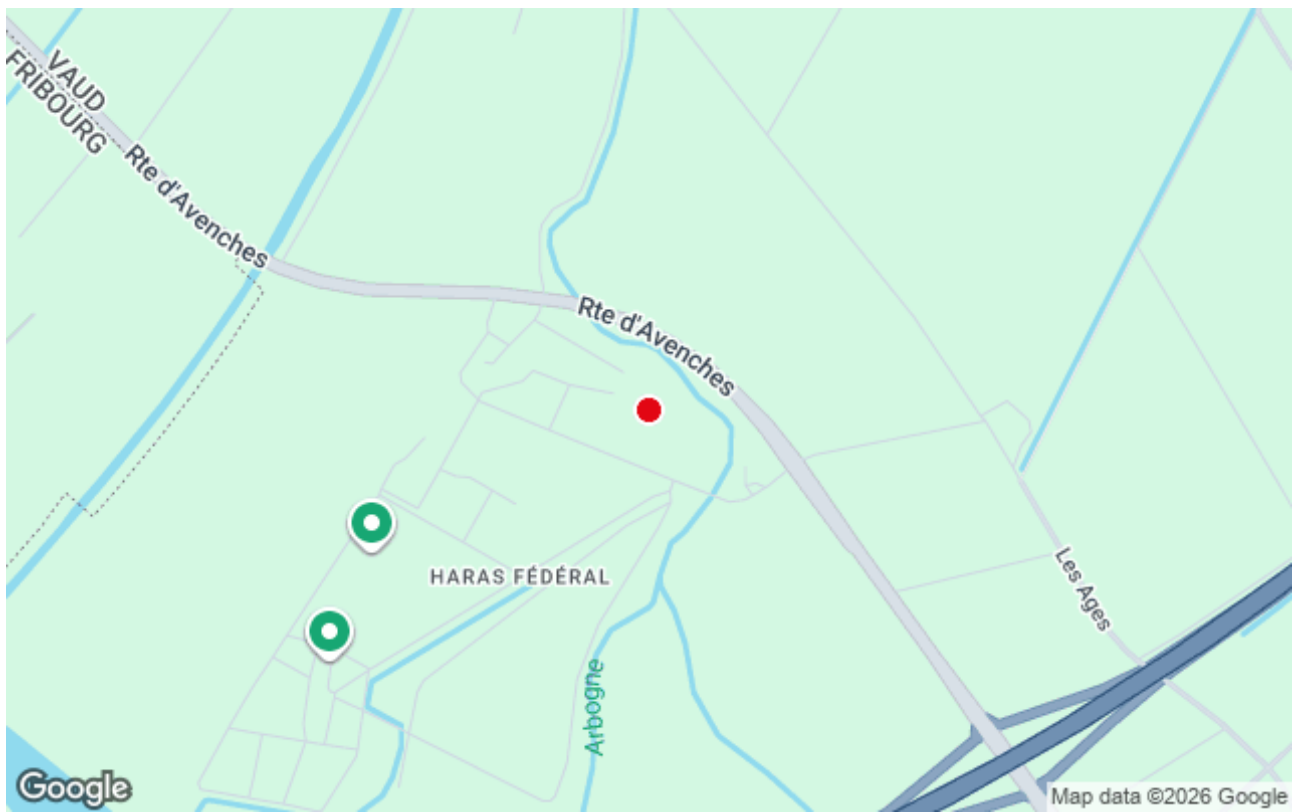 VAUD
FRIBOURG
Rte d'Avenches
Rte d'Avenches
HARAS FÉDÉRAL
Les Ages
Arbogne
Google
Map data ©2026 Google